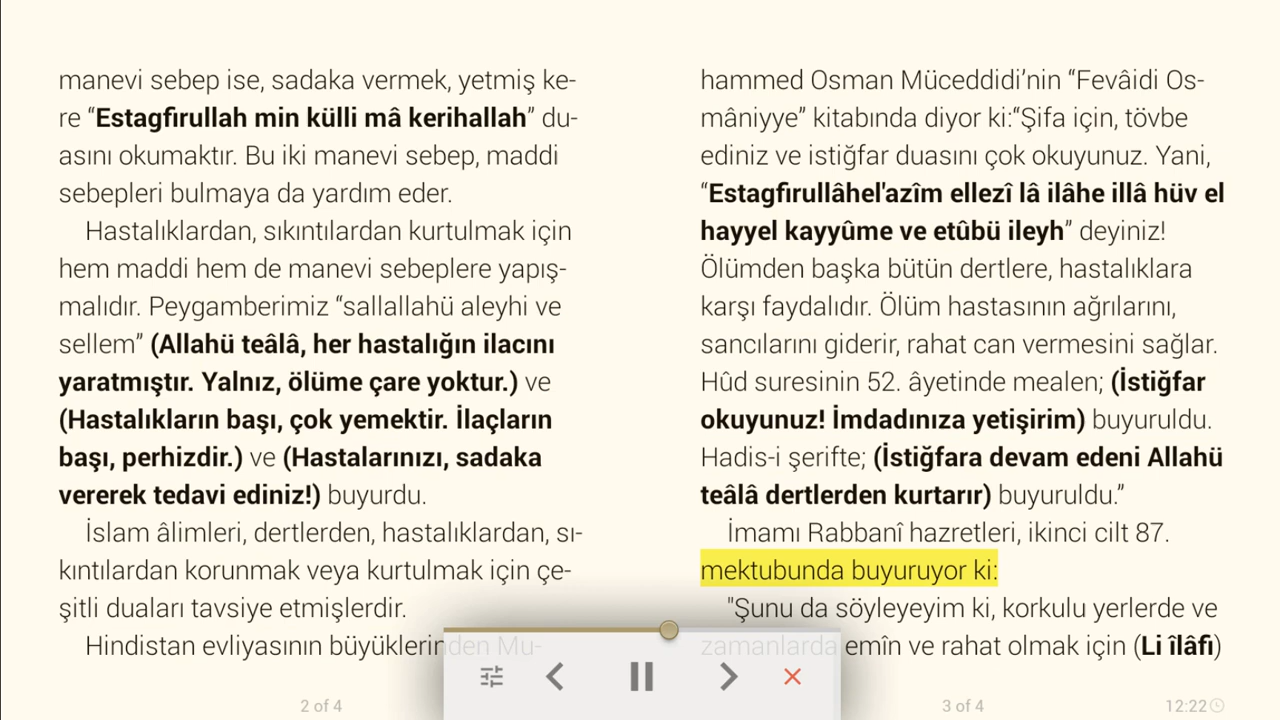 manevi sebep ise, sadaka vermek, yetmiş ke-
re “Estagfirullah min külli mâ kerihallah” du-
asını okumaktır. Bu iki manevi sebep, maddi
sebepleri bulmaya da yardım eder.
Hastalıklardan, sıkıntılardan kurtulmak için
hem maddi hem de manevi sebeplere yapış-
malıdır. Peygamberimiz “sallallahü aleyhi ve
sellem” (Allahü teâlâ, her hastalığın ilacını
yaratmıştır. Yalnız, ölüme çare yoktur.) ve
(Hastalıkların başı, çok yemektir. İlaçların
başı, perhizdir.) ve (Hastalarınızı, sadaka
vererek tedavi ediniz!) buyurdu.
İslam âlimleri, dertlerden, hastalıklardan, sı-
kıntılardan korunmak veya kurtulmak için çe-
şitli duaları tavsiye etmişlerdir.
Hindistan evliyasının büyüklerinden Mu-
2 of 4
hammed Osman Müceddidi’nin “Fevâidi Os-
mâniyye” kitabında diyor ki:“Şifa için, tövbe
ediniz ve istiğfar duasını çok okuyunuz. Yani,
“Estagfirullâhel'azîm ellezî lâ ilâhe illâ hüv el
hayyel kayyûme ve etûbü ileyh” deyiniz!
Ölümden başka bütün dertlere, hastalıklara
karşı faydalıdır. Ölüm hastasının ağrılarını,
sancılarını giderir, rahat can vermesini sağlar.
Hûd suresinin 52. âyetinde mealen; (İstiğfar
okuyunuz! İmdadınıza yetişirim) buyuruldu.
Hadis-i şerifte; (İstiğfara devam edeni Allahü
teâlâ dertlerden kurtarır) buyuruldu.”
İmamı Rabbanî hazretleri, ikinci cilt 87.
mektubunda buyuruyor ki:
"Şunu da söyleyeyim ki, korkulu yerlerde ve
zamanlarda emîn ve rahat olmak için (Li îlâfi)
3 of 4
12:22